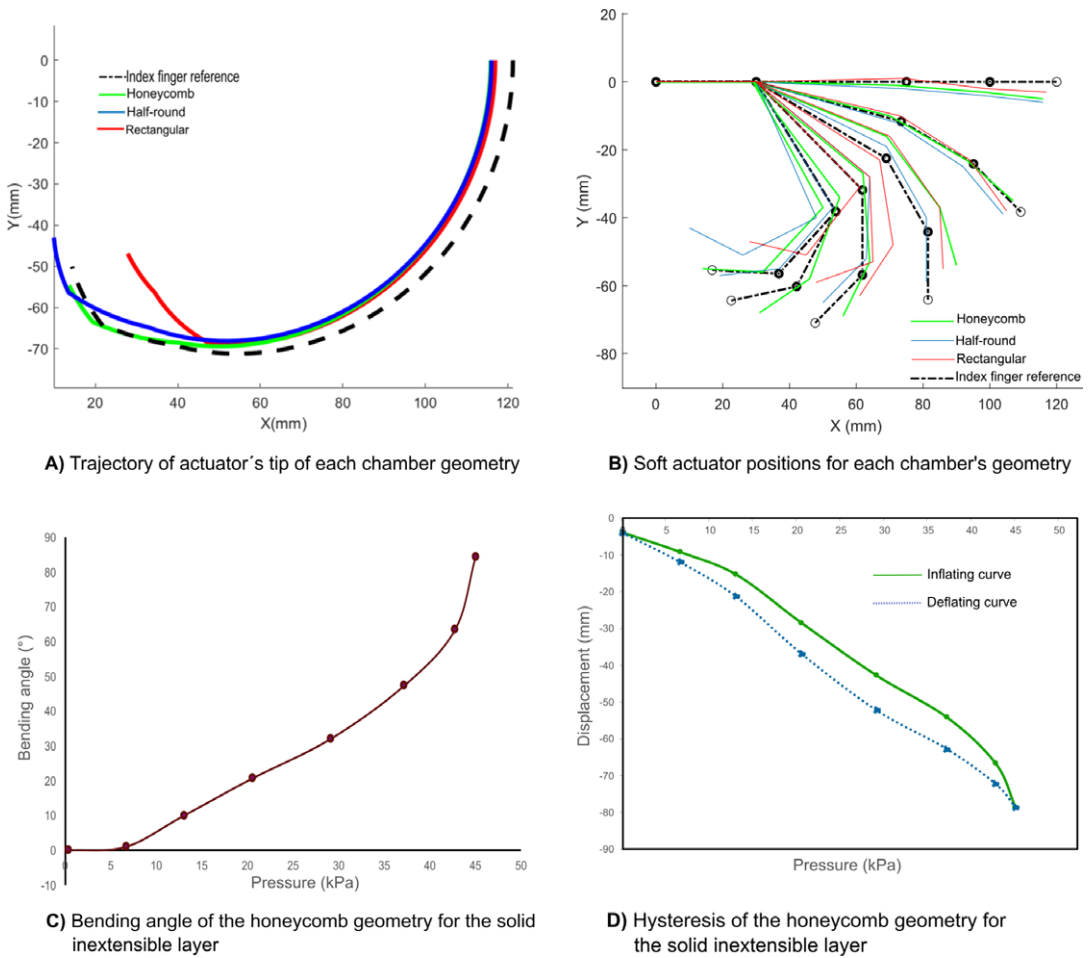 0
-10
-20
-30
-40
-50
-60
-70
Y(mm)
20
40
60
80
100
120
X(mm)
Index finger reference
Honeycomb
Half-round
Rectangular
A) Trajectory of actuator´s tip of each chamber geometry
20
0
-20
-40
-60
-80
Y (mm)
0
20
40
60
80
100
120
X (mm)
Honeycomb
Half-round
Rectangular
Index finger reference
B) Soft actuator positions for each chamber's geometry
90
80
70
60
50
40
30
20
10
0
-10
Bending angle (°)
0
5
10
15
20
25
30
35
40
45
50
Pressure (kPa)
C) Bending angle of the honeycomb geometry for the solid
inextensible layer
0
-10
-20
-30
-40
-50
-60
-70
-80
-90
Displacement (mm)
0
5
10
15
20
25
30
35
40
45
50
Inflating curve
Deflating curve
Pressure (kPa)
D) Hysteresis of the honeycomb geometry for
the solid inextensible layer